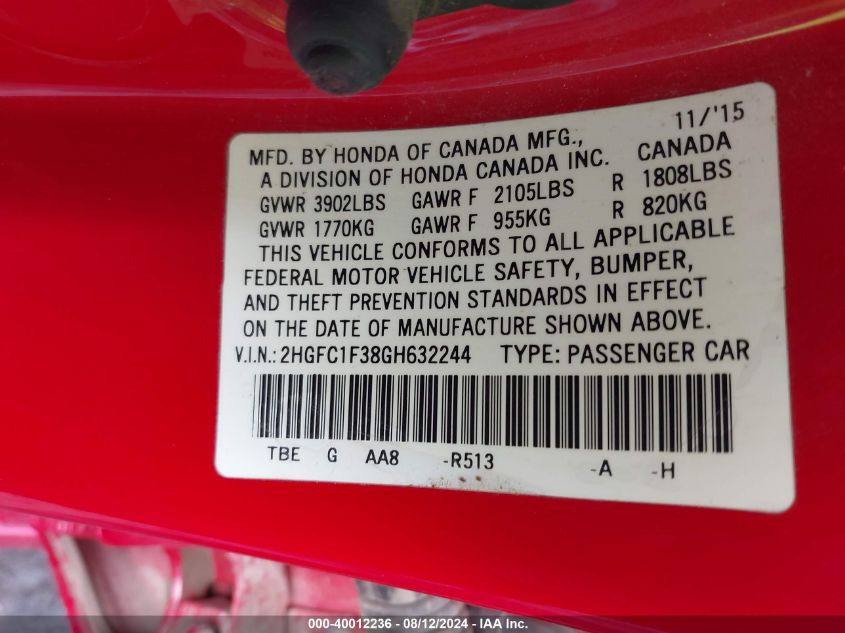 11/'15
MFD. BY HONDA OF CANADA MFG., CANADA
A DIVISION OF HONDA CANADA INC.
GVWR 3902LBS GAWR F 2105LBS R 1808LBS
GVWR 1770KG GAWR F 955KG R 820KG
THIS VEHICLE CONFORMS TO ALL APPLICABLE
FEDERAL MOTOR VEHICLE SAFETY, BUMPER,
AND THEFT PREVENTION STANDARDS IN EFFECT
ON THE DATE OF MANUFACTURE SHOWN ABOVE.
V.I.N.: 2HGFC1F38GH632244 TYPE: PASSENGER CAR
TBE G AA8 -R513 -A -H
000-40012236 - 08/12/2024 - IAA Inc.